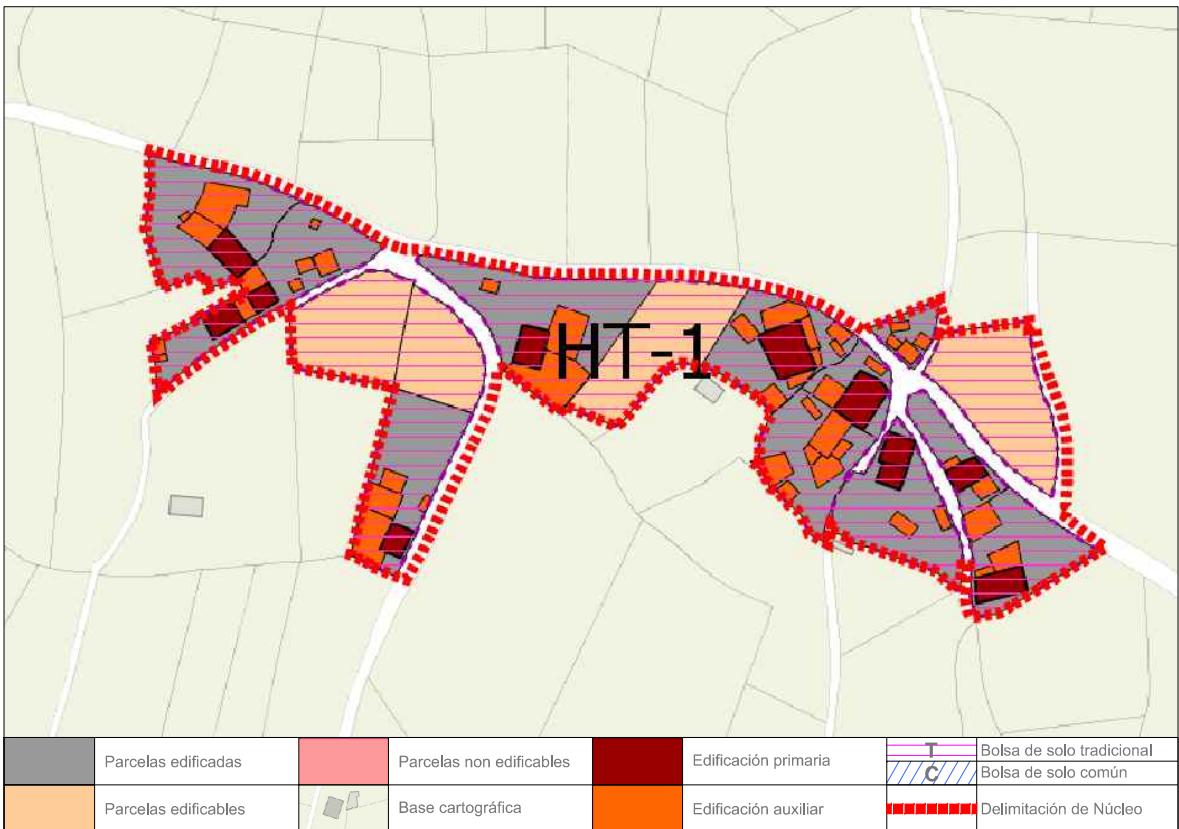 HT-1
Parcelas edificadas
Parcelas non edificables
Edificación primaria
T
Bolsa de solo tradicional
C
Bolsa de solo común
Parcelas edificables
Base cartográfica
Edificación auxiliar
Delimitación de Núcleo